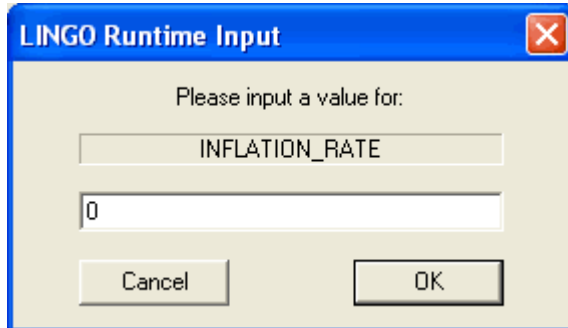 LINGO Runtime Input
Please input a value for:
INFLATION_RATE
0
Cancel OK